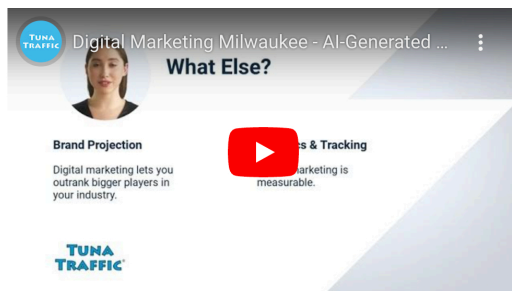 TUNA
TRAFFIC
Digital Marketing Milwaukee - AI-Generated ...
What Else?
Brand Projection
Digital marketing lets you
outrank bigger players in
your industry.
cs & Tracking
marketing is
measurable.
TUNA
TRAFFIC